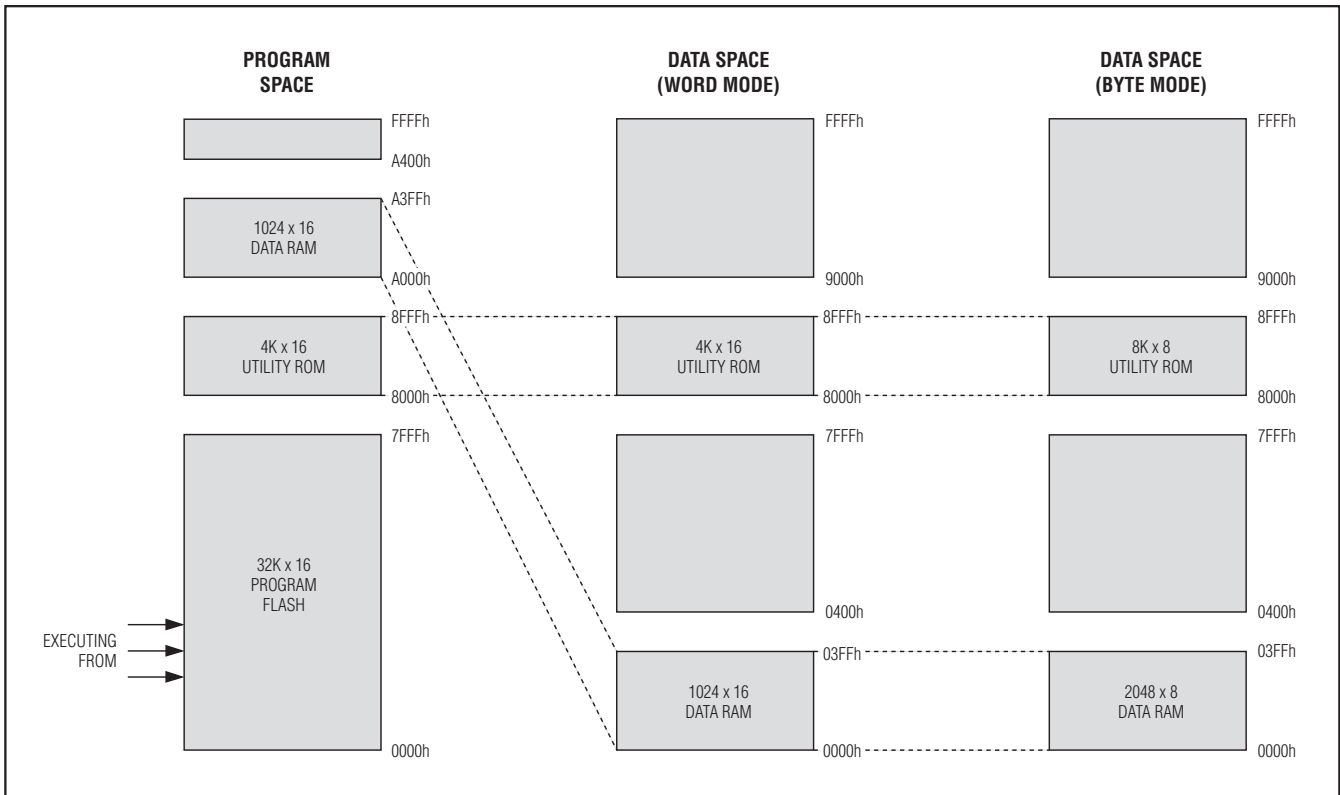 PROGRAM
SPACE
FFFFh
A400h
A3FFh
1024 x 16
DATA RAM
A000h
8FFFh
4K x 16
UTILITY ROM
8000h
7FFFh
32K x 16
PROGRAM
FLASH
EXECUTING
FROM
0000h
DATA SPACE
(WORD MODE)
FFFFh
9000h
8FFFh
4K x 16
UTILITY ROM
8000h
7FFFh
0400h
03FFh
1024 x 16
DATA RAM
0000h
DATA SPACE
(BYTE MODE)
FFFFh
9000h
8FFFh
8K x 8
UTILITY ROM
8000h
7FFFh
0400h
03FFh
2048 x 8
DATA RAM
0000h